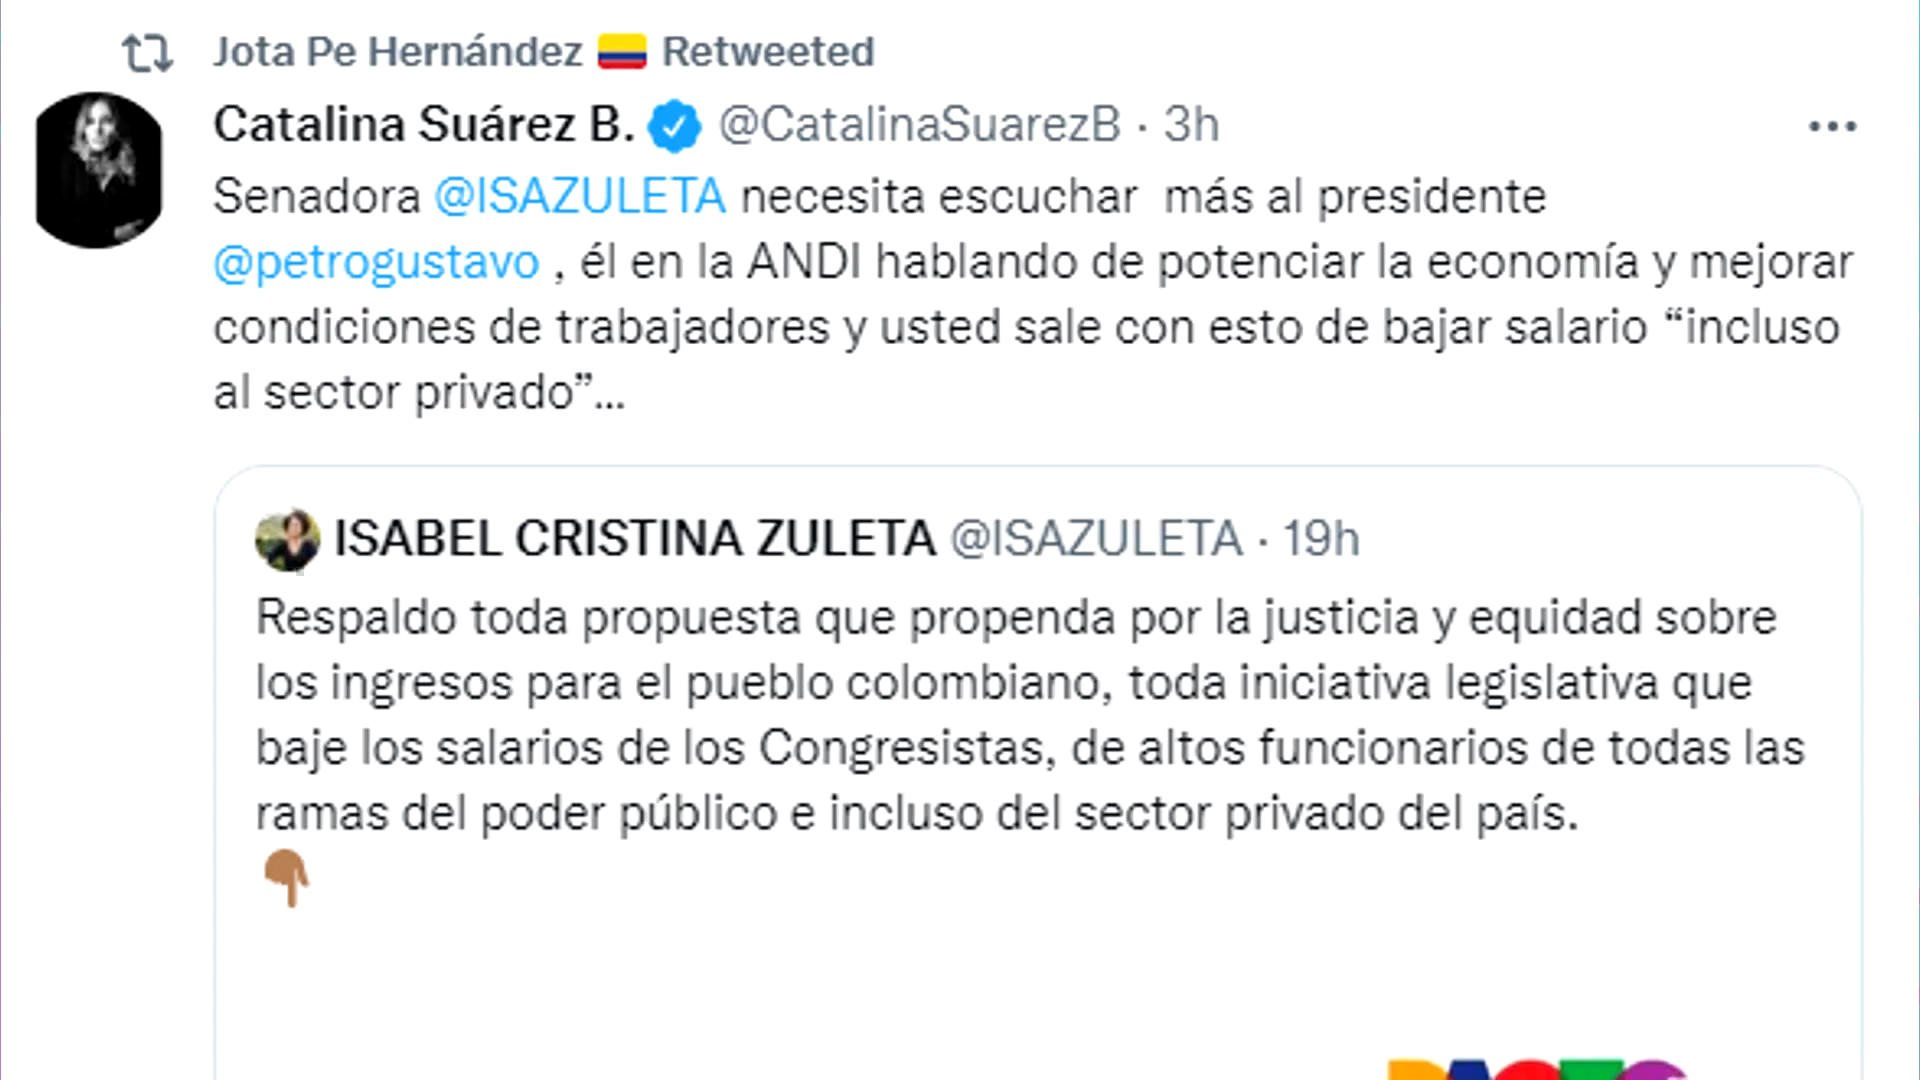 Jota Pe Hernández 🇨🇴 Retweeted
Catalina Suárez B. @CatalinaSuarezB · 3h
Senadora @ISAZULETA necesita escuchar  más al presidente
@petrogustavo , él en la ANDI hablando de potenciar la economía y mejorar
condiciones de trabajadores y usted sale con esto de bajar salario “incluso
al sector privado”...
ISABEL CRISTINA ZULETA @ISAZULETA · 19h
Respaldo toda propuesta que propenda por la justicia y equidad sobre
los ingresos para el pueblo colombiano, toda iniciativa legislativa que
baje los salarios de los Congresistas, de altos funcionarios de todas las
ramas del poder público e incluso del sector privado del país.
👇🏾